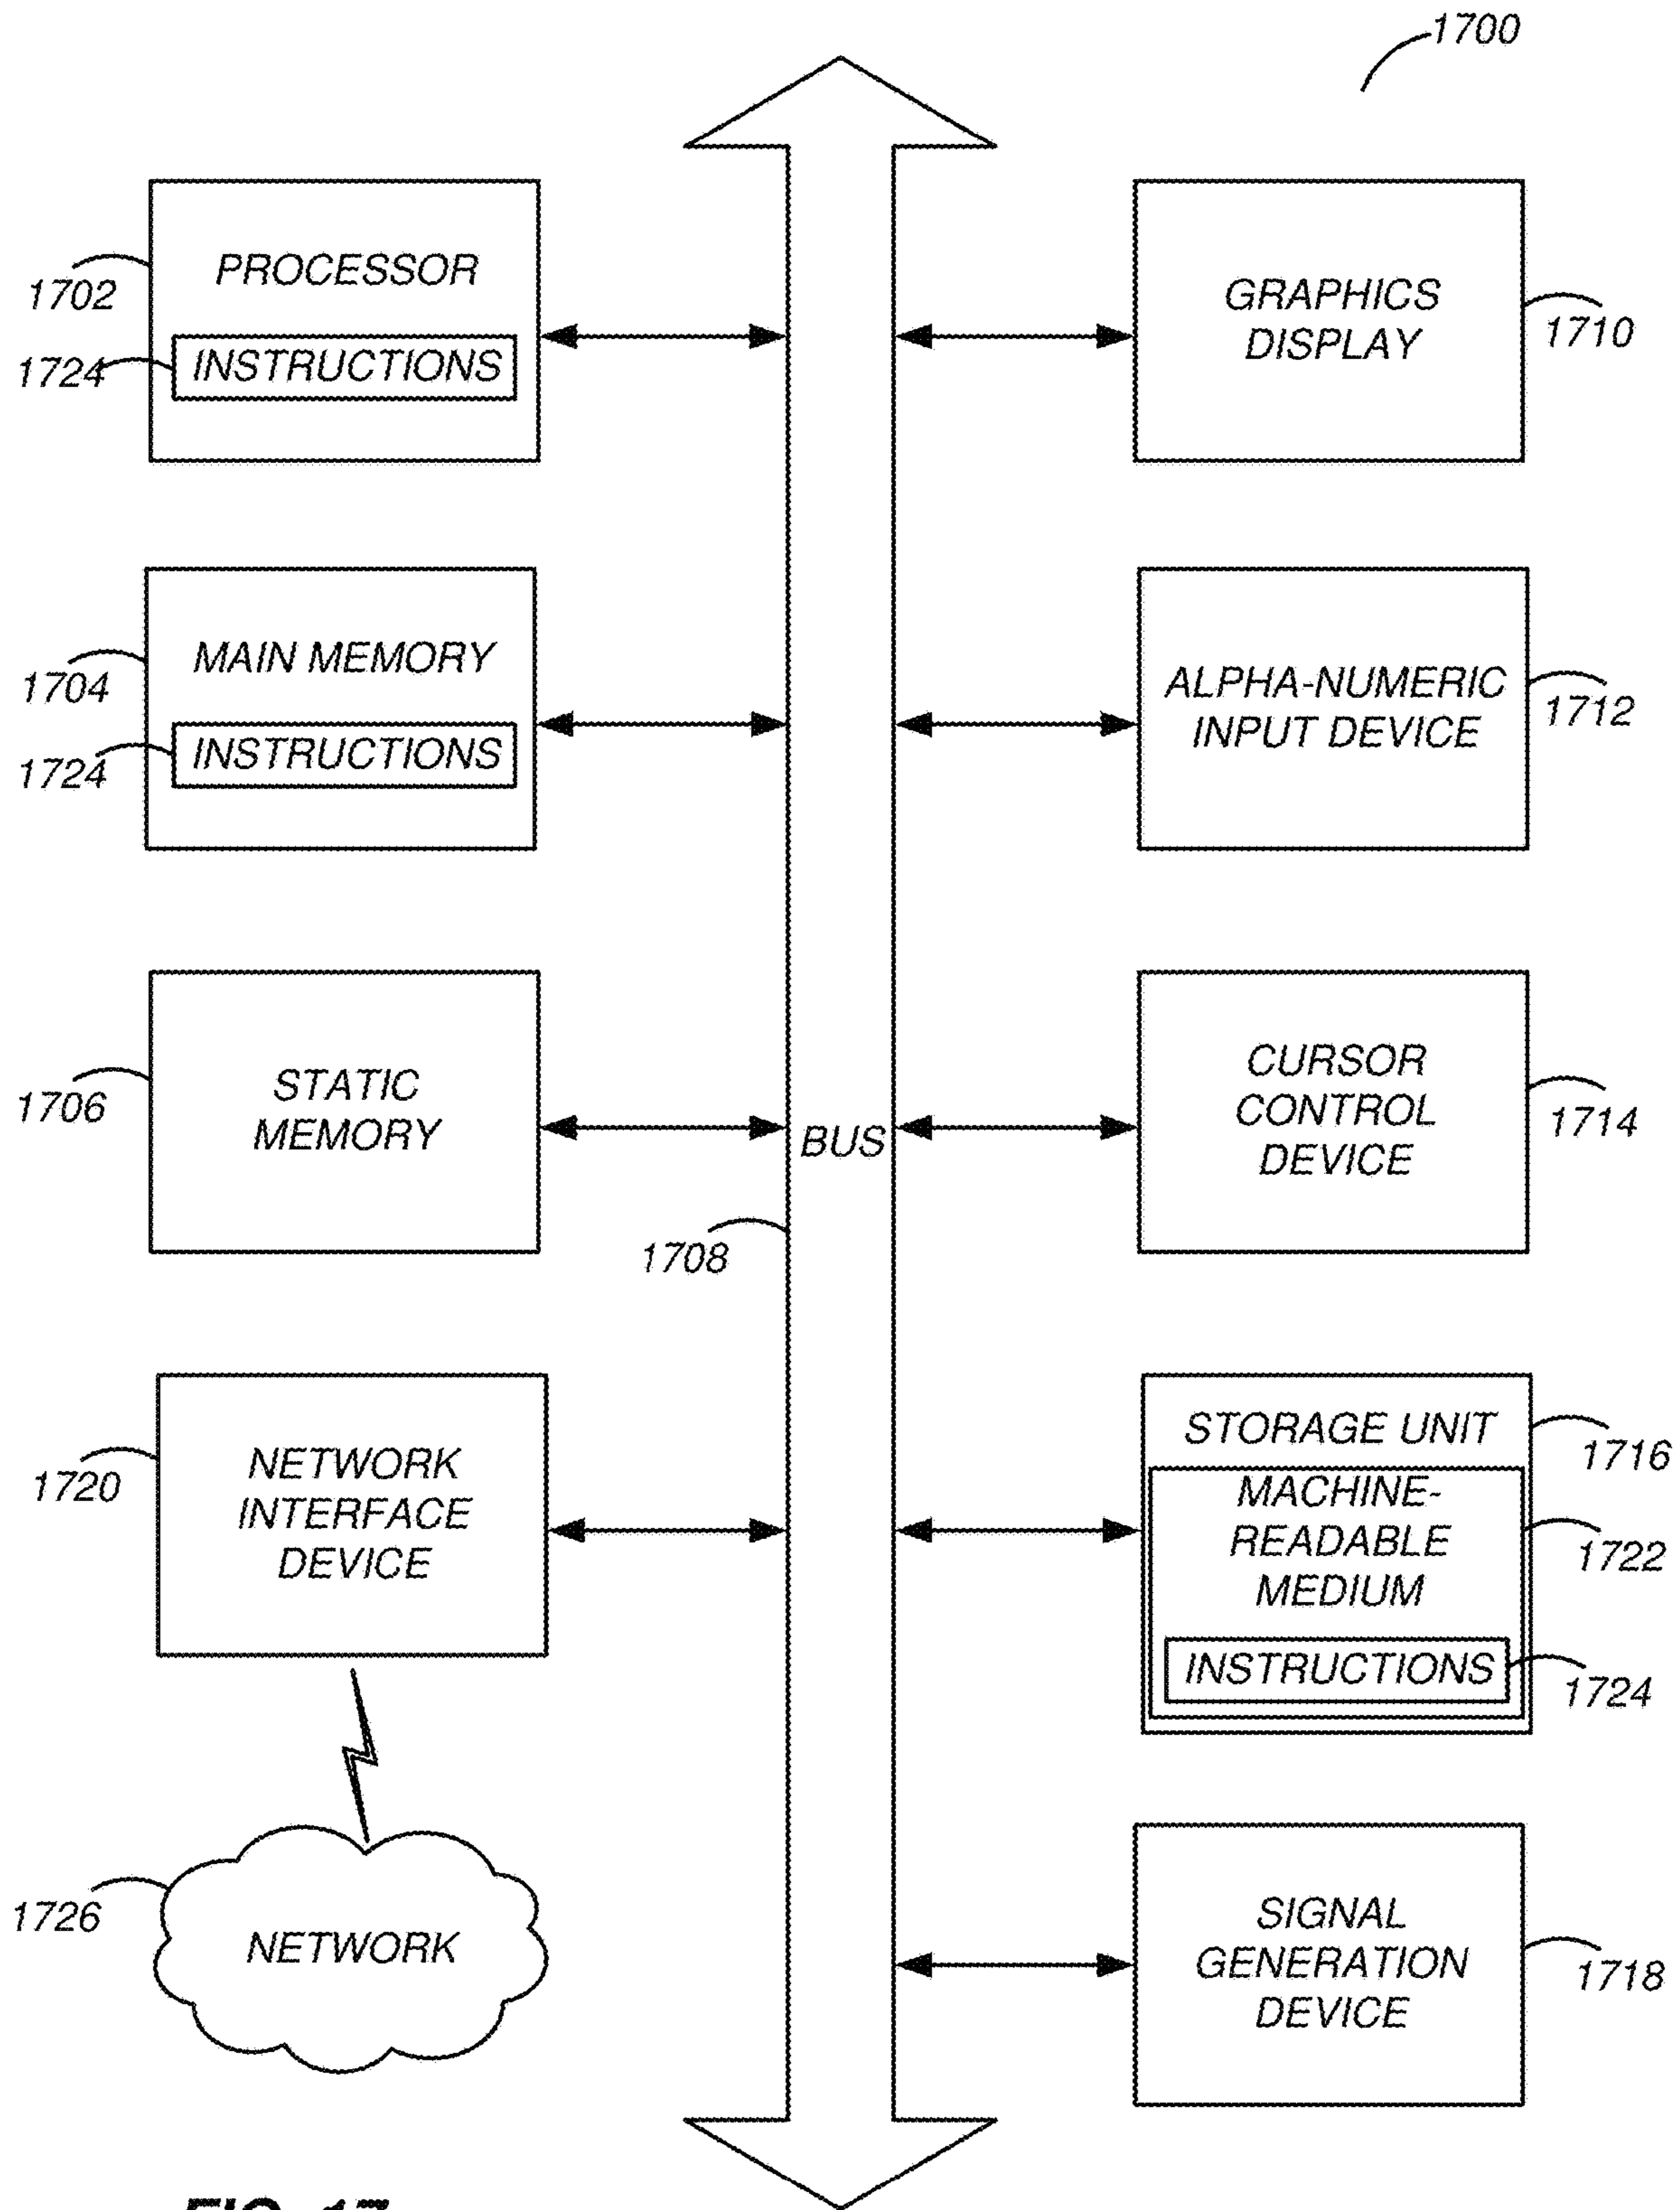 1700
PROCESSOR
1702
1724
INSTRUCTIONS
GRAPHICS
DISPLAY
1710
MAIN MEMORY
1704
1724
INSTRUCTIONS
ALPHA-NUMERIC
INPUT DEVICE
1712
STATIC
MEMORY
1706
BUS
1708
CURSOR
CONTROL
DEVICE
1714
NETWORK
INTERFACE
DEVICE
1720
STORAGE UNIT
1716
MACHINE-
READABLE
MEDIUM
1722
INSTRUCTIONS
1724
1726
NETWORK
SIGNAL
GENERATION
DEVICE
1718
FIG. 17